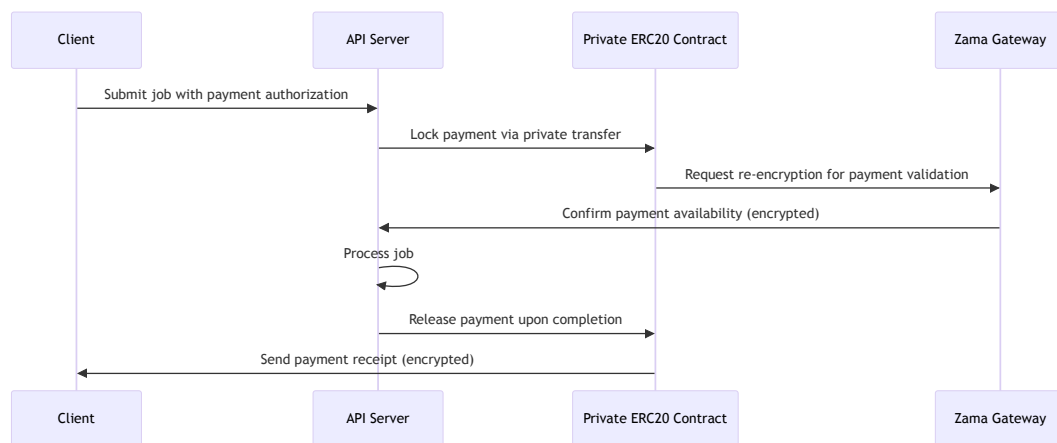 Client
API Server
Private ERC20 Contract
Zama Gateway
Submit job with payment authorization
Lock payment via private transfer
Request re-encryption for payment validation
Confirm payment availability (encrypted)
Process job
Release payment upon completion
Send payment receipt (encrypted)
Client
API Server
Private ERC20 Contract
Zama Gateway